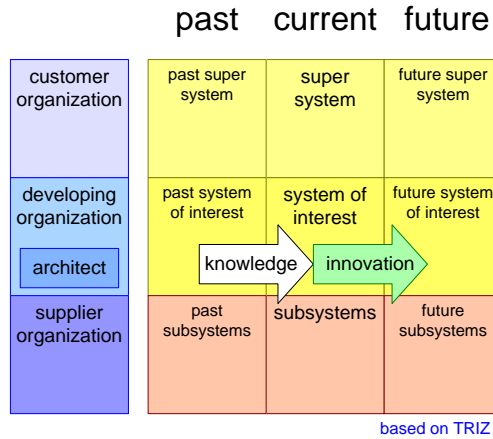 past current future
customer
organization
past super
system
super
system
future super
system
developing
organization
architect
past system
of interest
system of
interest
future system
of interest
knowledge
innovation
supplier
organization
past
subsystems
subsystems
future
subsystems
based on TRIZ